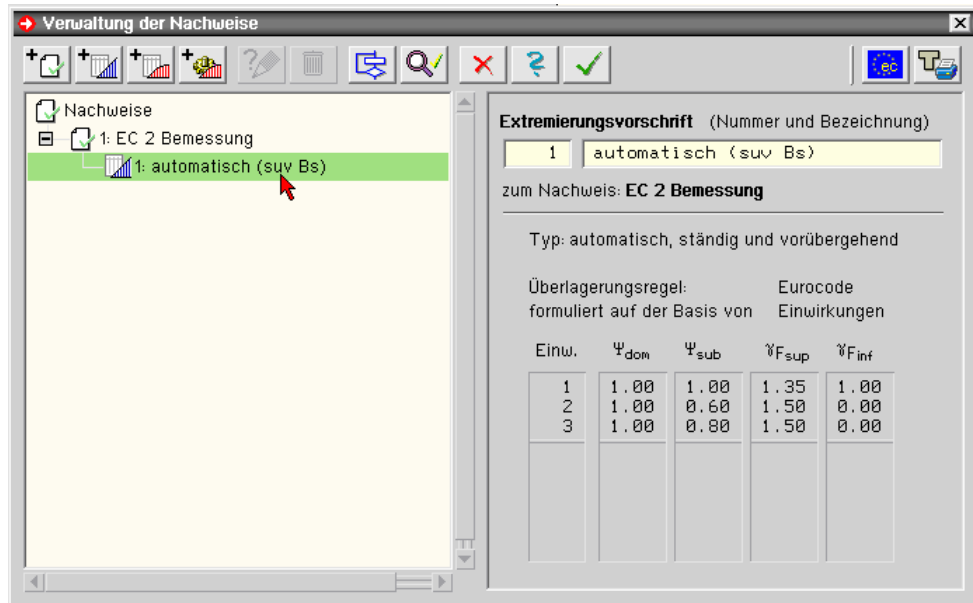 Verwaltung der Nachweise
ec T
Nachweise
1: EC 2 Bemessung
1: automatisch (suv Bs)
Extremierungsvorschrift (Nummer und Bezeichnung)
1 automatisch (suv Bs)
zum Nachweis: EC 2 Bemessung
Typ: automatisch, ständig und vorübergehend
Überlagerungsregel: Eurocode
formuliert auf der Basis von Einwirkungen
Einw. Ψdom Ψsub γFsup γFinf
1 1.00 1.00 1.35 1.00
2 1.00 0.60 1.50 0.00
3 1.00 0.80 1.50 0.00